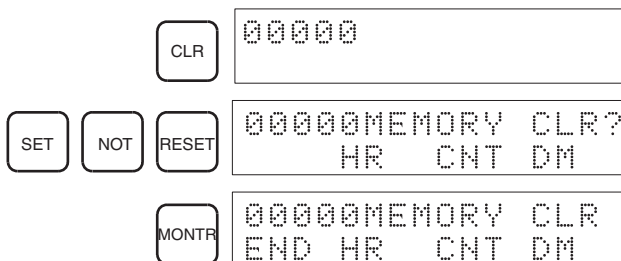 CLR
00000
SET NOT RESET
00000MEMORY CLR?
HR CNT DM
MONTR
00000MEMORY CLR
END HR CNT DM